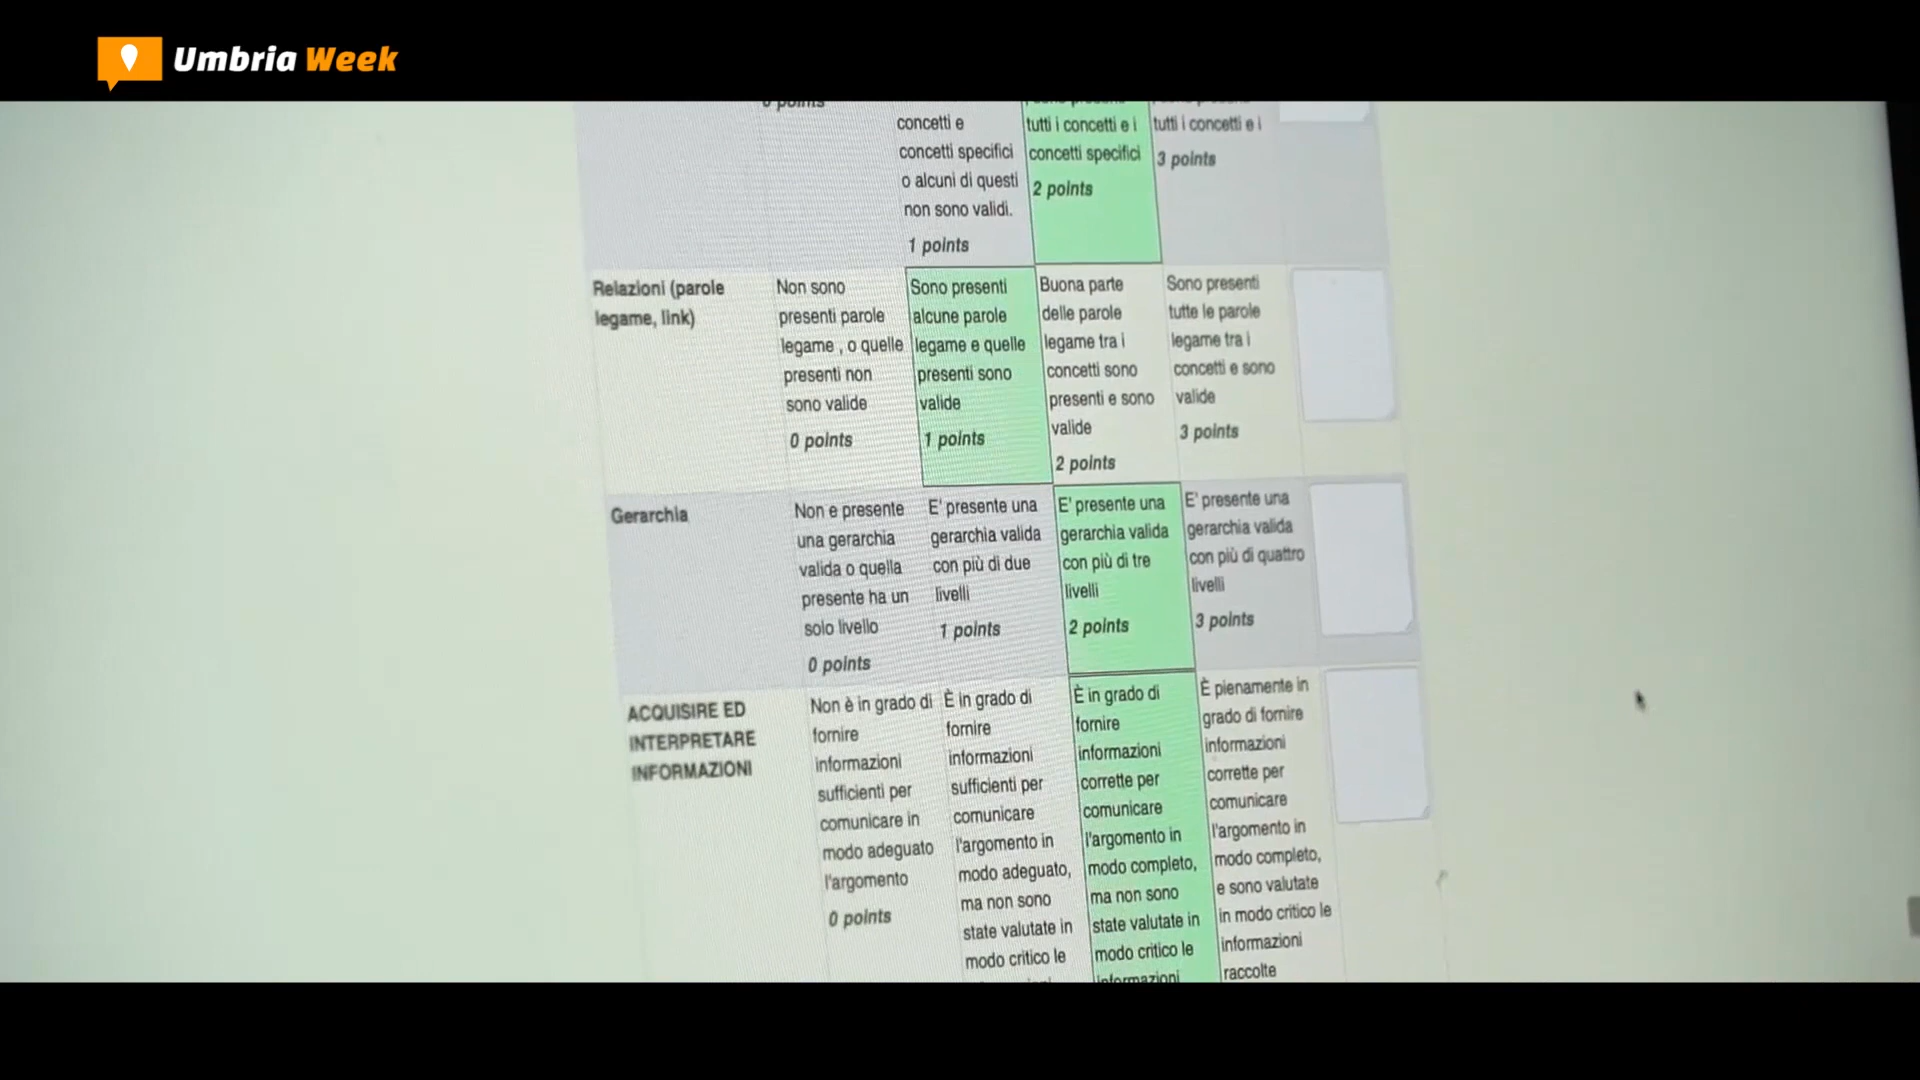 Umbria Week
0 points
concetti e
concetti specifici
o alcuni di questi
non sono validi.
1 points
tutti i concetti e i
concetti specifici
2 points
tutti i concetti e i
3 points
Relazioni (parole
legame, link)
Non sono
presenti parole
legame , o quelle
presenti non
sono valide
0 points
Sono presenti
alcune parole
legame e quelle
presenti sono
valide
1 points
Buona parte
delle parole
legame tra i
concetti sono
presenti e sono
valide
2 points
Sono presenti
tutte le parole
legame tra i
concetti e sono
valide
3 points
Gerarchia
Non e presente
una gerarchia
valida o quella
presente ha un
solo livello
0 points
E' presente una
gerarchia valida
con più di due
livelli
1 points
E' presente una
gerarchia valida
con più di tre
livelli
2 points
E' presente una
gerarchia valida
con più di quattro
livelli
3 points
ACQUISIRE ED
INTERPRETARE
INFORMAZIONI
Non è in grado di
fornire
informazioni
sufficienti per
comunicare in
modo adeguato
l'argomento
0 points
È in grado di
fornire
informazioni
sufficienti per
comunicare
l'argomento in
modo adeguato,
ma non sono
state valutate in
modo critico le
È in grado di
fornire
informazioni
corrette per
comunicare
l'argomento in
modo completo,
ma non sono
state valutate in
modo critico le
informazioni
È pienamente in
grado di fornire
informazioni
corrette per
comunicare
l'argomento in
modo completo,
e sono valutate
in modo critico le
informazioni
raccolte